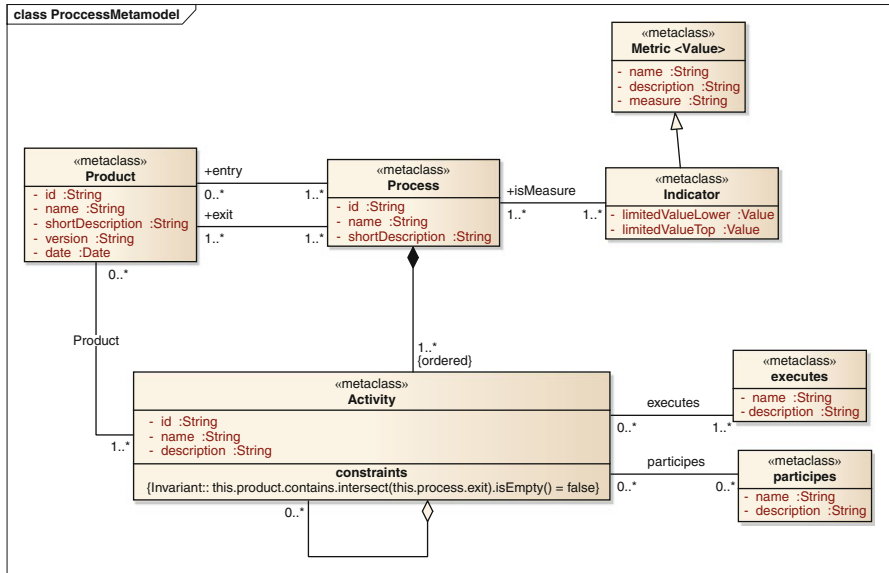 class ProccessMetamodel
«metaclass»
Metric <Value>
- name :String
- description :String
- measure :String
«metaclass»
Product
- id :String
- name :String
- shortDescription :String
- version :String
- date :Date
+entry
0..*
1..*
+exit
1..*
1..*
«metaclass»
Process
- id :String
- name :String
- shortDescription :String
+isMeasure
1..*
1..*
«metaclass»
Indicator
- limitedValueLower :Value
- limitedValueTop :Value
0..*
Product
1..*
1..*
{ordered}
«metaclass»
Activity
- id :String
- name :String
- description :String
constraints
{Invariant:: this.product.contains.intersect(this.process.exit).isEmpty() = false}
0..*
executes
0..*
1..*
«metaclass»
executes
- name :String
- description :String
participes
0..*
0..*
«metaclass»
participes
- name :String
- description :String